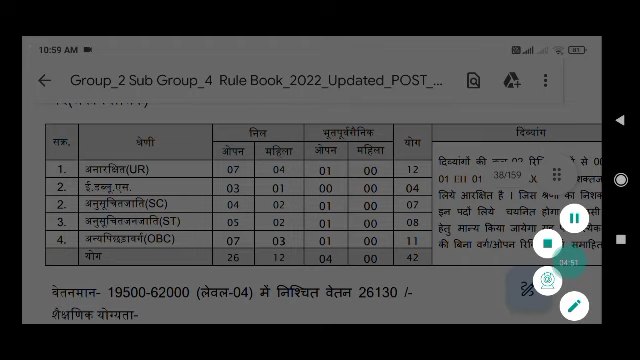 10:59 AM
81
Group_2 Sub Group_4 Rule Book_2022_Updated_POST_...
सक्र. श्रेणी निल भूतपूर्वसैनिक योग दिव्यांग
ओपन महिला ओपन महिला
1. अनारक्षित(UR) 07 04 01 00 12
2. ई.डब्लू.एस. 03 01 00 00 04
2. अनुसूचितजाति(SC) 04 02 01 00 07
3. अनुसूचितजनजाति(ST) 05 02 01 00 08
4. अन्यपिछड़ावर्ग(OBC) 07 03 01 00 11
योग 26 12 04 00 42
दिव्यांगों की
38/159
लिये आरक्षित है । जिस श्रेणी का
इन पदों लिये चयनित होगा
हेतु मान्य किया जायेगा
की बिना वर्ग/ओपन
04:51
वेतनमान- 19500-62000 (लेवल-04) में निश्चित वेतन 26130 /-
शैक्षणिक योग्यता-